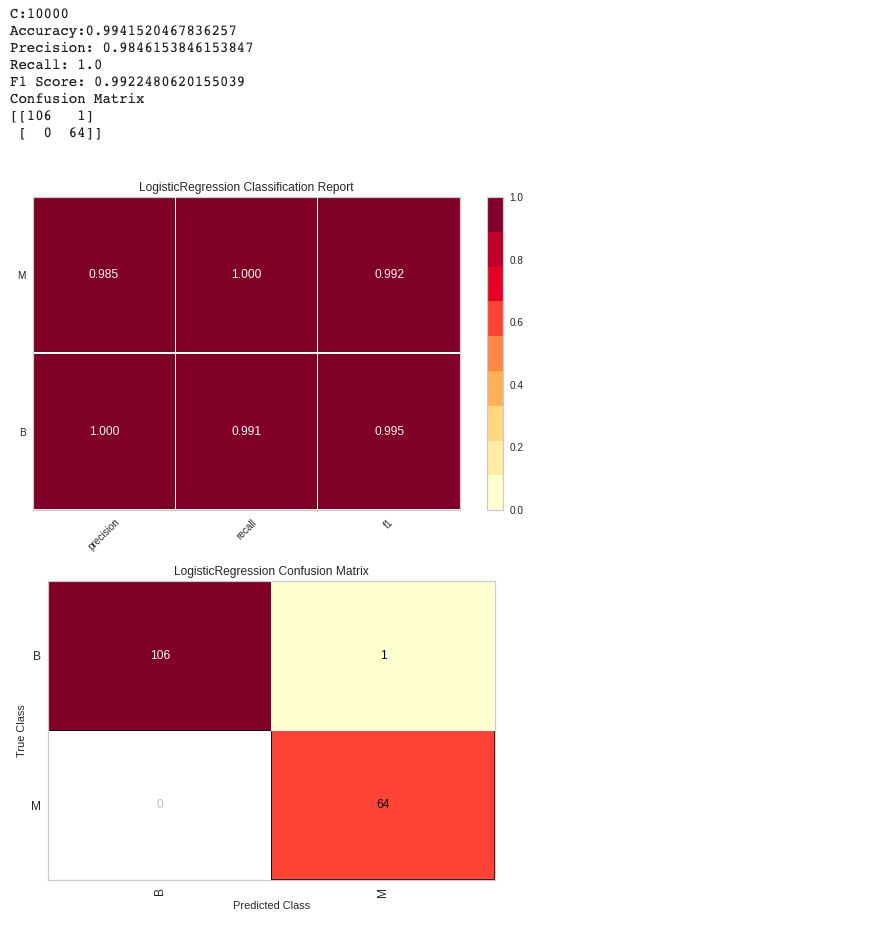 C:10000
Accuracy:0.9941520467836257
Precision: 0.9846153846153847
Recall: 1.0
F1 Score: 0.9922480620155039
Confusion Matrix
[[106   1]
 [  0  64]]
LogisticRegression Classification Report
1.0
0.8
M 0.985 1.000 0.992
0.6
0.4
B 1.000 0.991 0.995
0.2
0.0
precision recall f1
LogisticRegression Confusion Matrix
B 106 1
True Class
M 0 64
B M
Predicted Class